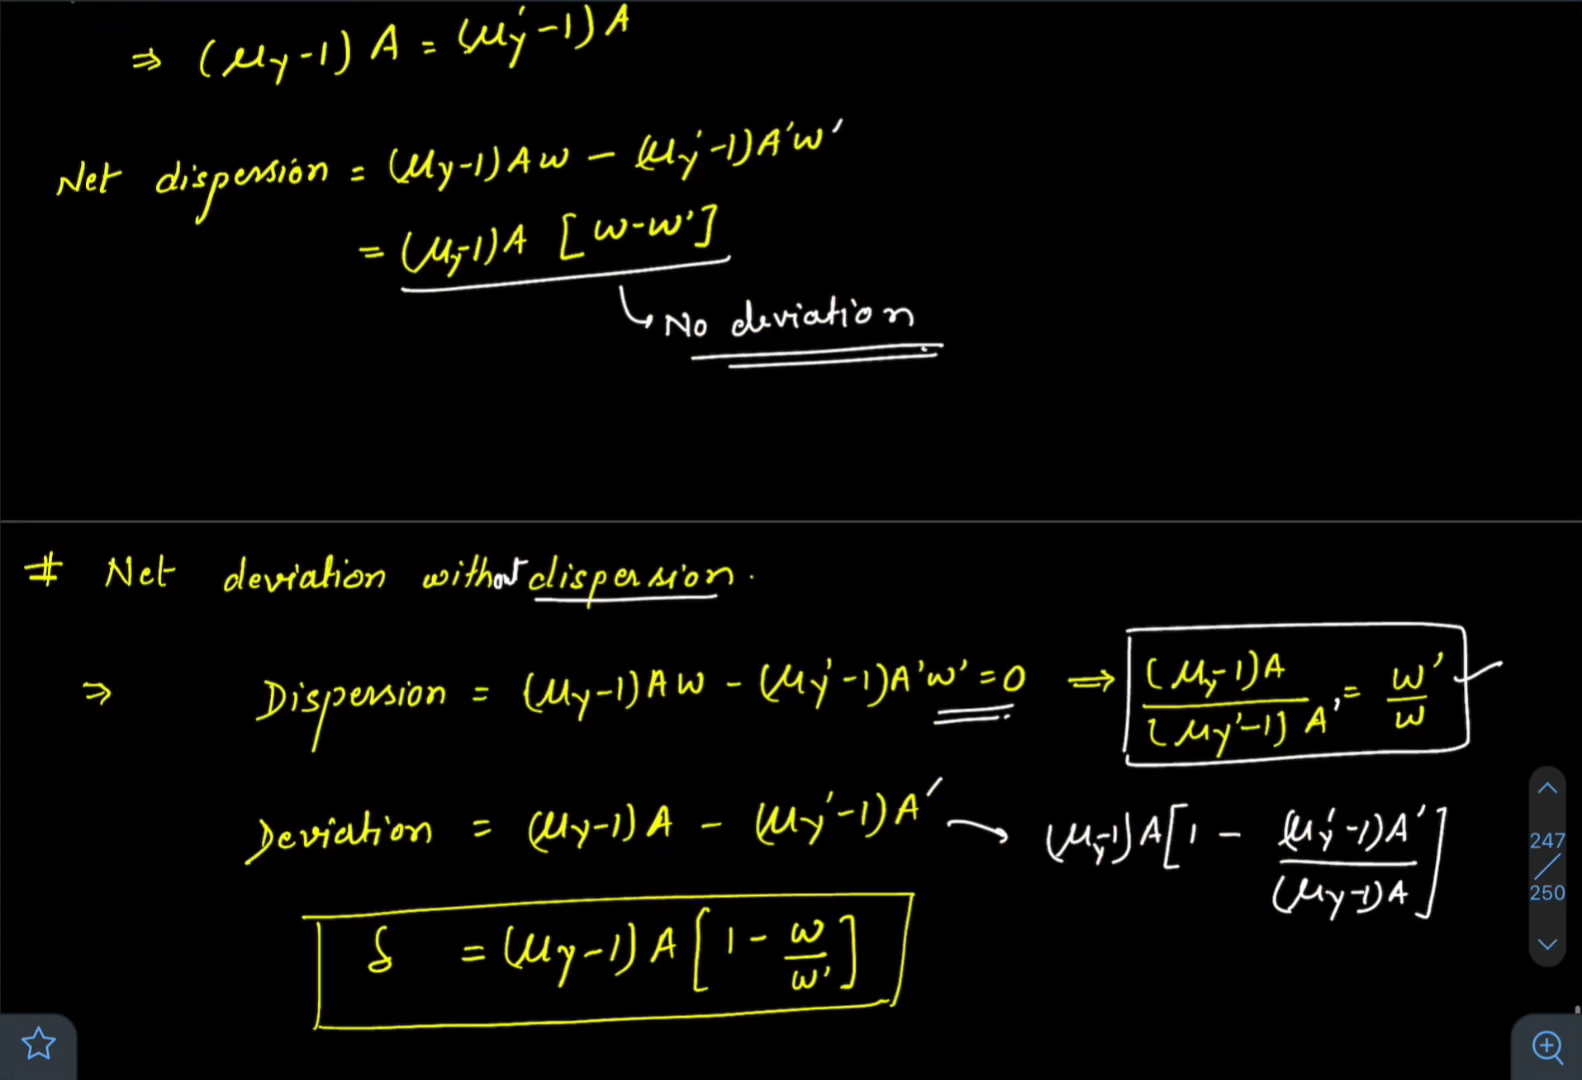 ⇒ (μy-1) A = (μy'-1) A
Net dispersion = (μy-1) A ω - (μy'-1) A'ω'
= (μy-1) A [ω-ω']
↳ No deviation
# Net deviation without dispersion.
⇒ Dispersion = (μy-1) A ω - (μy'-1) A'ω' = 0 ⇒ (μy-1) A / (μy'-1) A' = ω' / ω
Deviation = (μy-1) A - (μy'-1) A' → (μy-1) A [1 - (μy'-1) A' / (μy-1) A]
δ = (μy-1) A [1 - ω / ω']
247
/
250